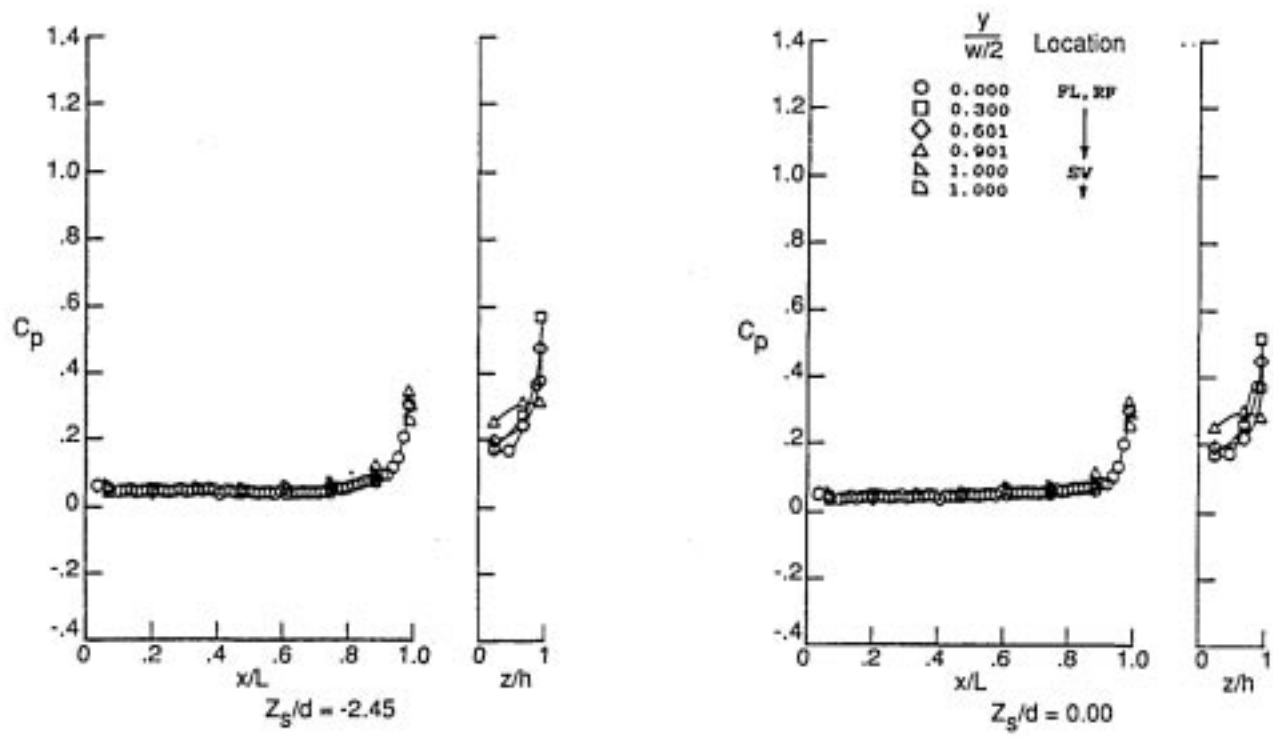 1.4
1.2
1.0
.8
.6
Cp
.4
.2
0
-.2
-.4
0 .2 .4 .6 .8 1.0
x/L
0 1
z/h
Zs/d = -2.45
y
w/2 Location
0.000 FL, RF
0.300
0.601
0.901
1.000 SW
1.000
1.4
1.2
1.0
.8
.6
Cp
.4
.2
0
-.2
-.4
0 .2 .4 .6 .8 1.0
x/L
0 1
z/h
Zs/d = 0.00